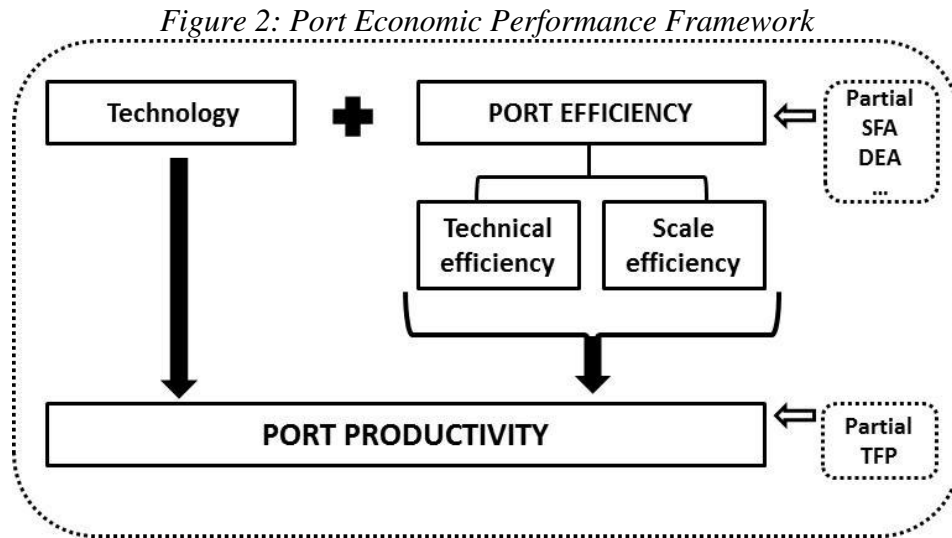 Figure 2: Port Economic Performance Framework
Technology
PORT EFFICIENCY
Partial
SFA
DEA
...
Technical
efficiency
Scale
efficiency
PORT PRODUCTIVITY
Partial
TFP